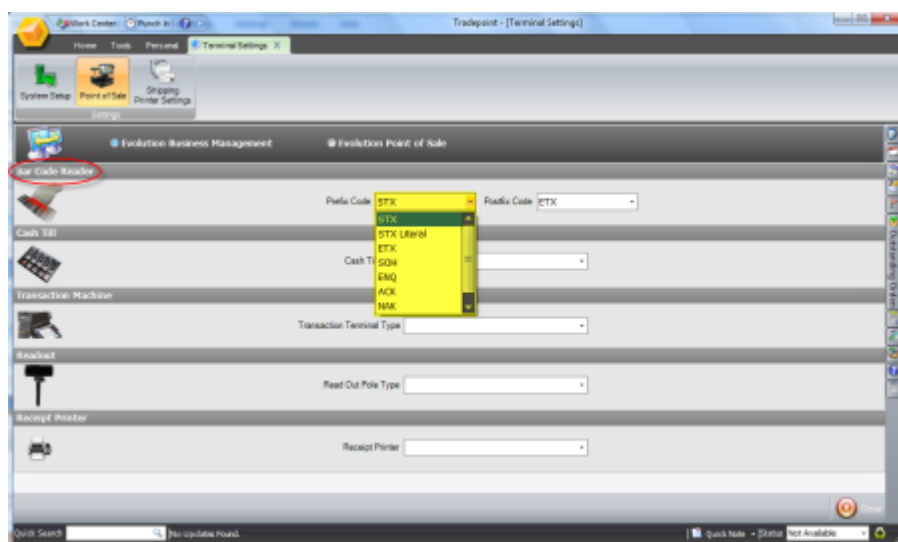 Work Center Punch In
Tradepoint - [Terminal Settings]
Home Tools Personal Terminal Settings X
System Setup Point of Sale Shipping
Printer Settings
Settings
Evolution Business Management Evolution Point of Sale
Bar Code Reader
Prefix Code STX Postfix Code ETX
STX
STX Literal
ETX
SOH
ENQ
ACK
NAK
Cash Till
Cash Ti
Transaction Machine
Transaction Terminal Type
Readout
Read Out Pole Type
Receipt Printer
Receipt Printer
Outstanding Orders
Close
Quick Search No Updates Found. Quick Note Status Not Available